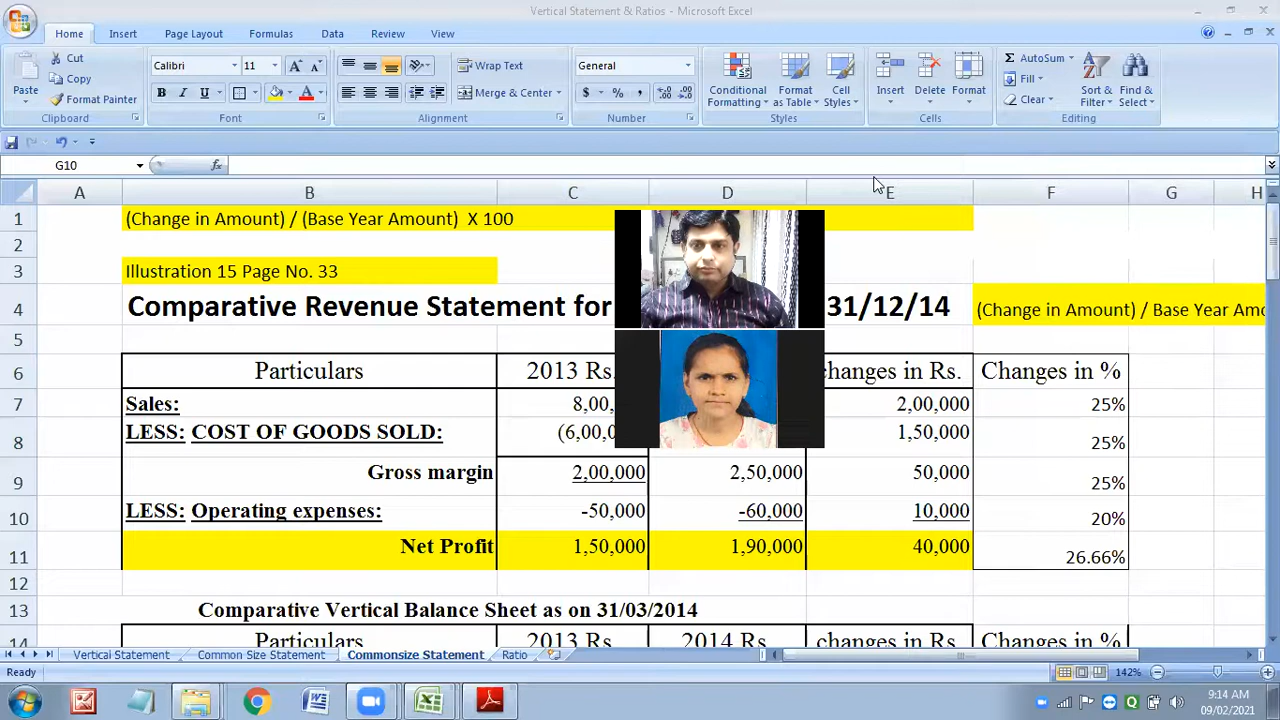 Vertical Statement & Ratios - Microsoft Excel
Home Insert Page Layout Formulas Data Review View
Paste
Cut
Copy
Format Painter
Clipboard
Calibri 11
B I U
Font
Wrap Text
Merge & Center
Alignment
General
$ % ,
Number
Conditional Formatting
Format as Table
Cell Styles
Styles
Insert Delete Format
Cells
AutoSum
Fill
Clear
Sort & Filter
Find & Select
Editing
G10 fx
A B C D E F G H
1 (Change in Amount) / (Base Year Amount) X 100
2
3 Illustration 15 Page No. 33
4 Comparative Revenue Statement for 31/12/14 (Change in Amount) / Base Year Amo
5
6 Particulars 2013 Rs. changes in Rs. Changes in %
7 Sales: 8,00, 2,00,000 25%
8 LESS: COST OF GOODS SOLD: (6,00,0 1,50,000 25%
9 Gross margin 2,00,000 2,50,000 50,000 25%
10 LESS: Operating expenses: -50,000 -60,000 10,000 20%
11 Net Profit 1,50,000 1,90,000 40,000 26.66%
12
13 Comparative Vertical Balance Sheet as on 31/03/2014
14 Particulars 2013 Rs 2014 Rs changes in Rs. Changes in %
Vertical Statement Common Size Statement Commonsize Statement Ratio
Ready 142%
9:14 AM
09/02/2021